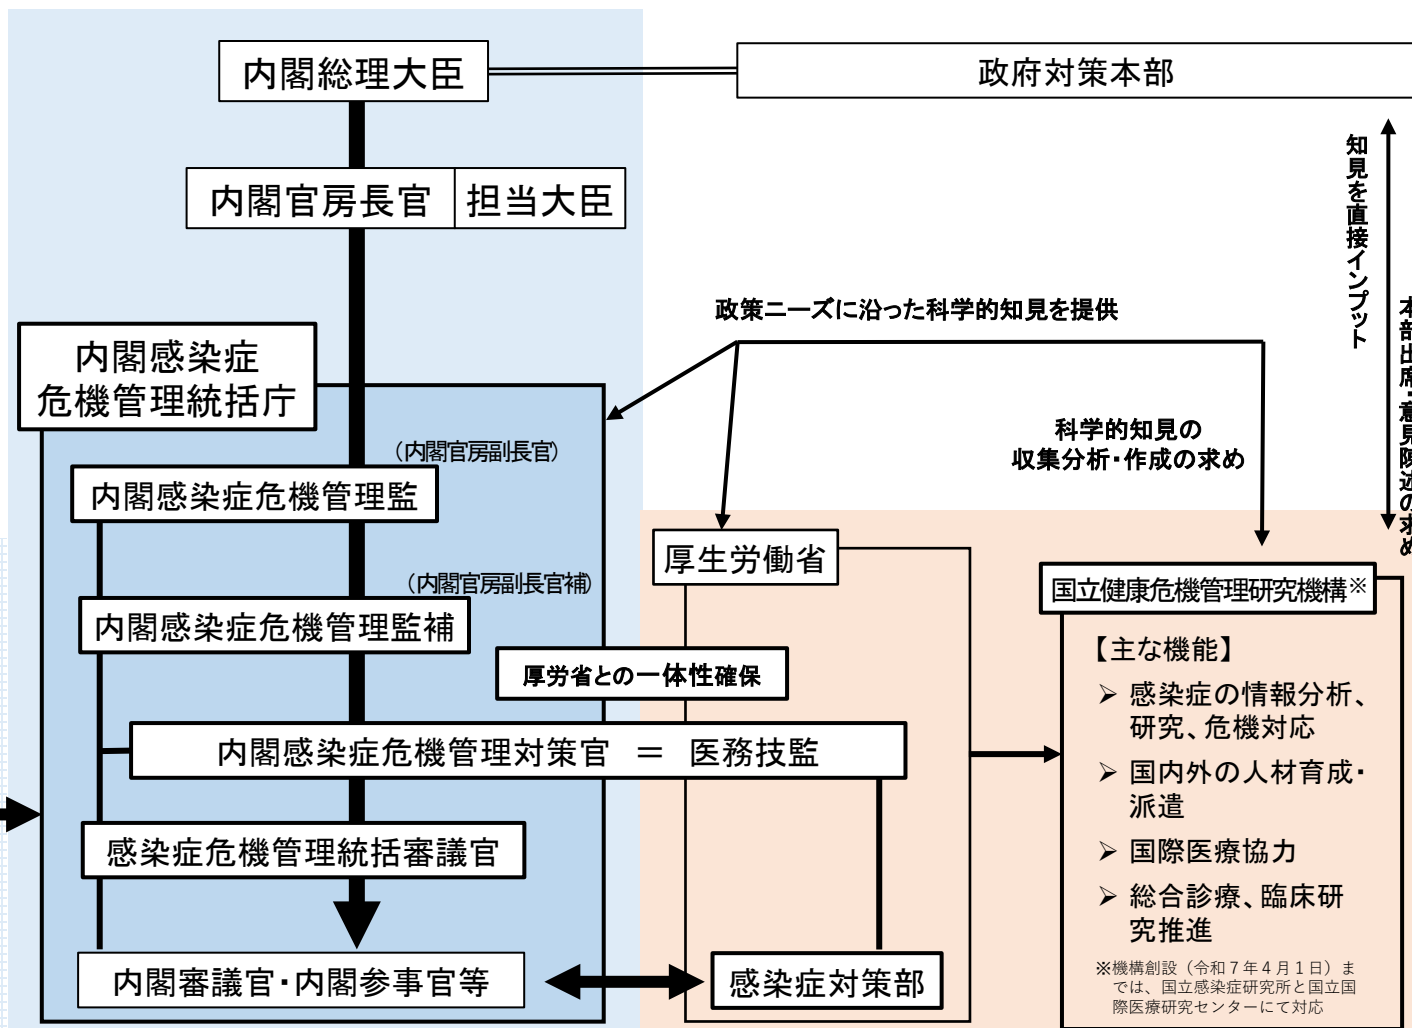 内閣総理大臣
政府対策本部
内閣官房長官
担当大臣
知見を直接インプット
本部出席・意見陳述の求め
政策ニーズに沿った科学的知見を提供
内閣感染症
危機管理統括庁
科学的知見の
収集分析・作成の求め
（内閣官房副長官）
内閣感染症危機管理監
厚生労働省
（内閣官房副長官補）
内閣感染症危機管理監補
国立健康危機管理研究機構※
厚労省との一体性確保
【主な機能】
➢ 感染症の情報分析、
研究、危機対応
➢ 国内外の人材育成・
派遣
➢ 国際医療協力
➢ 総合診療、臨床研
究推進
※機構創設（令和７年４月１日）ま
では、国立感染症研究所と国立国
際医療研究センターにて対応
内閣感染症危機管理対策官 ＝ 医務技監
感染症危機管理統括審議官
内閣審議官・内閣参事官等
感染症対策部